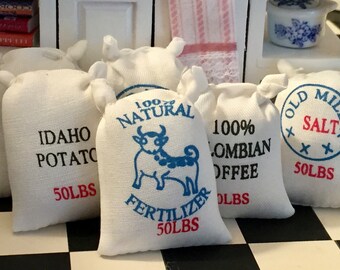 IDAHO
POTATO
50LBS
100%
NATURAL
FERTILIZER
50LBS
100%
LOMBIAN
OFFEE
50LBS
OLD MIL
SALT
50LBS